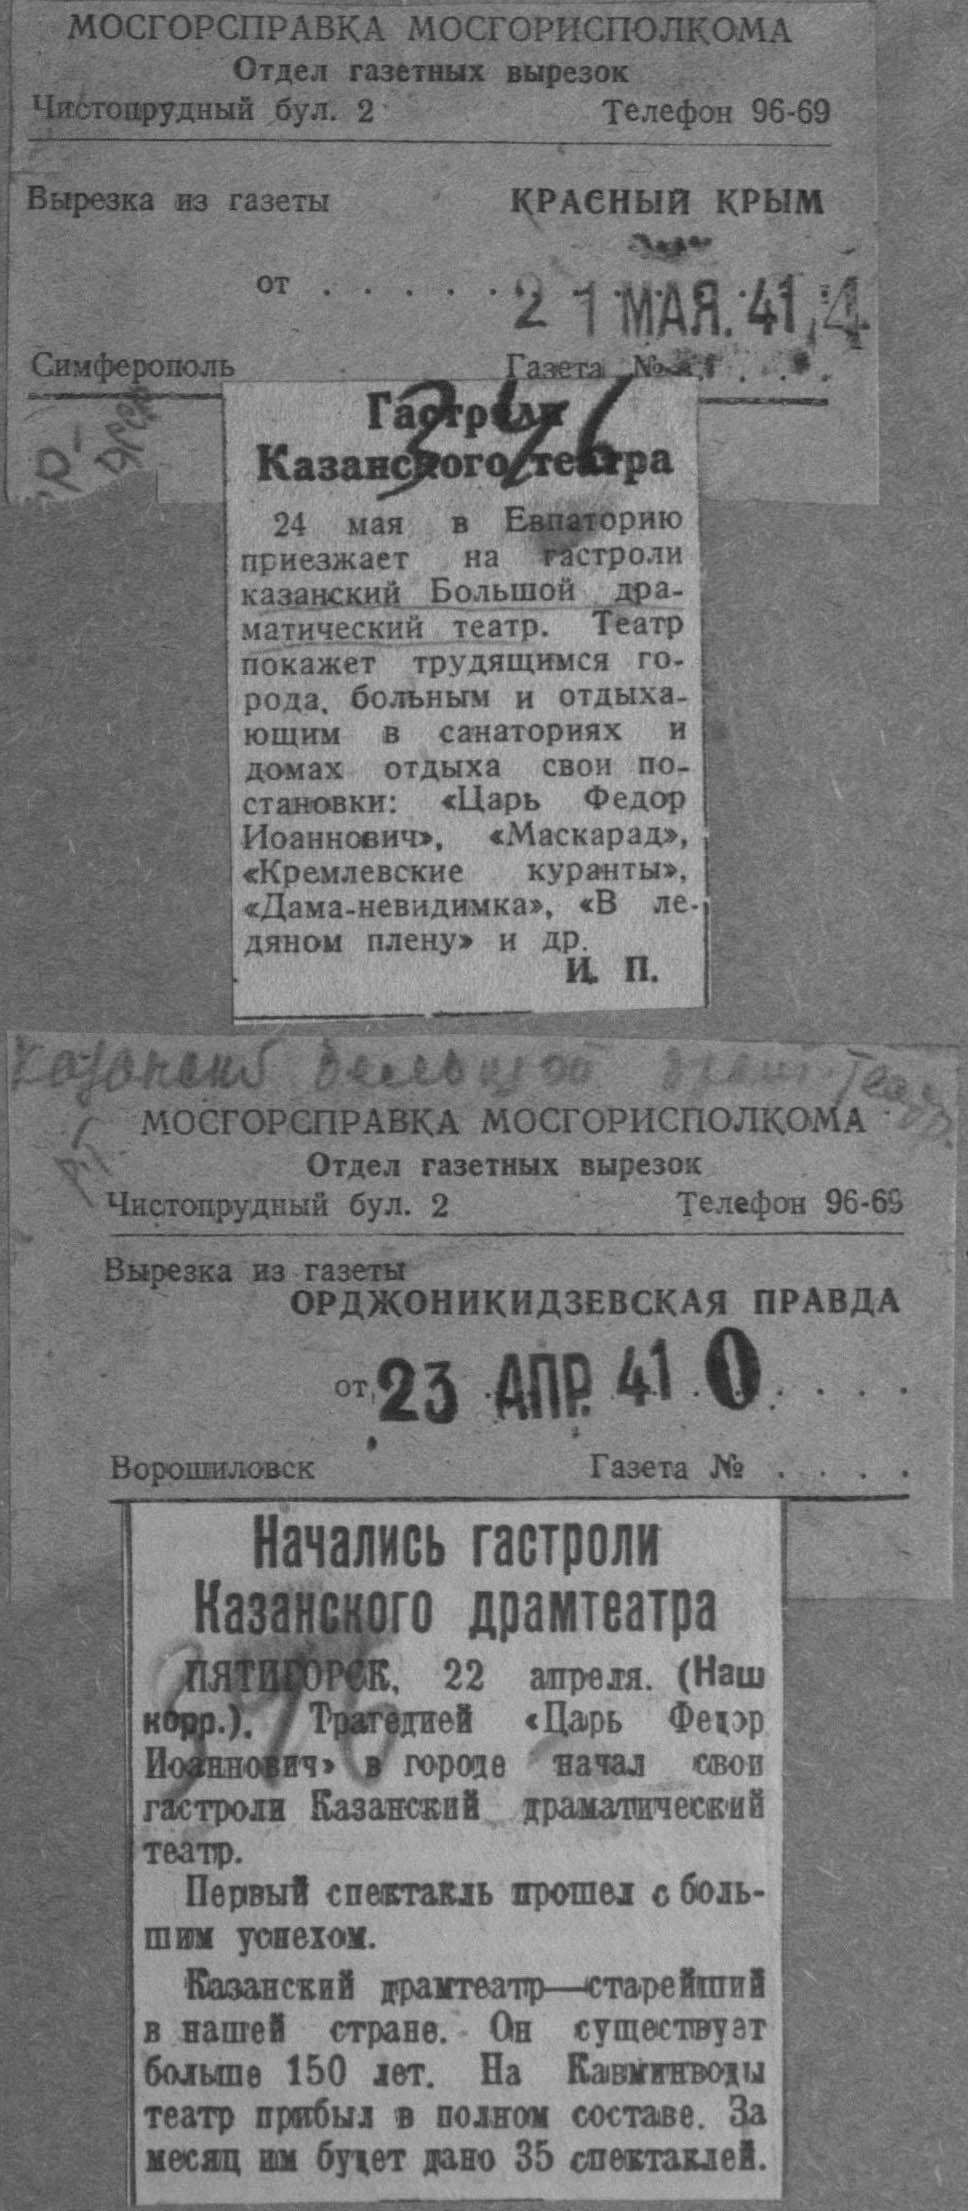 МОСГОРСПРАВКА МОСГОРИСПОЛКОМА
Отдел газетных вырезок
Чистопрудный бул. 2 Телефон 96-69
Вырезка из газеты КРАСНЫЙ КРЫМ
от . . . . . 21 МАЯ. 41 4
Симферополь Газета №
346
Гастроли
Казанского театра
24 мая в Евпаторию
приезжает на гастроли
казанский Большой дра-
матический театр. Театр
покажет трудящимся го-
рода, больным и отдыха-
ющим в санаториях и
домах отдыха свои по-
становки: «Царь Федор
Иоаннович», «Маскарад»,
«Кремлевские куранты»,
«Дама-невидимка», «В ле-
дяном плену» и др.
И. П.
Казанский Большой драм. Театр.
МОСГОРСПРАВКА МОСГОРИСПОЛКОМА
Отдел газетных вырезок
Чистопрудный бул. 2 Телефон 96-69
Вырезка из газеты
ОРДЖОНИКИДЗЕВСКАЯ ПРАВДА
от 23 АПР. 41 0 . . . .
Ворошиловск Газета № . . . .
Начались гастроли
Казанского драмтеатра
346
ПЯТИГОРСК, 22 апреля. (Наш
корр.). Трагедией «Царь Федор
Иоаннович» в городе начал свои
гастроли Казанский драматический
театр.
Первый спектакль прошел с боль-
шим успехом.
Казанский драмтеатр—старейший
в нашей стране. Он существует
больше 150 лет. На Кавминводы
театр прибыл в полном составе. За
месяц им будет дано 35 спектаклей.